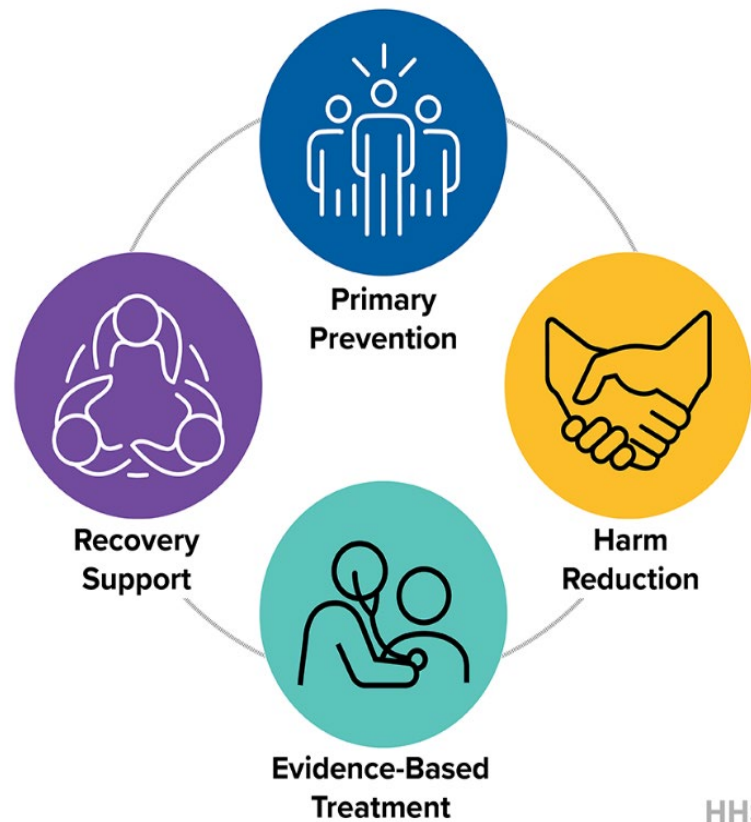 Primary
Prevention
Recovery
Support
Harm
Reduction
Evidence-Based
Treatment
HH